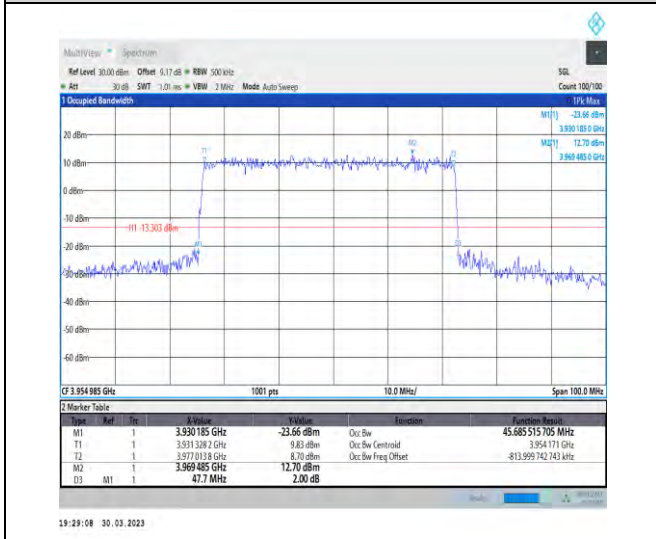 MultiView Spectrum
Ref Level 30.00 dBm Offset 9.17 dB RBW 500 kHz SGL
Att 30 dB SWT 1.01 ms VBW 2 MHz Mode Auto Sweep Count 100/100
1 Occupied Bandwidth 1Pk Max
M1[1] -23.66 dBm
3.930 185 0 GHz
20 dBm M2[1] 12.70 dBm
3.969 485 0 GHz
T1 M2 T2
10 dBm
0 dBm
-10 dBm
H1 -13.303 dBm
-20 dBm M1 D3
-30 dBm
-40 dBm
-50 dBm
-60 dBm
CF 3.954 985 GHz 1001 pts 10.0 MHz/ Span 100.0 MHz
2 Marker Table
Type Ref Trc X-Value Y-Value Function Function Result
M1 1 3.930185 GHz -23.66 dBm Occ Bw 45.685 515 705 MHz
T1 1 3.931 328 2 GHz 9.83 dBm Occ Bw Centroid 3.954 171 GHz
T2 1 3.977 013 8 GHz 8.70 dBm Occ Bw Freq Offset -813.999 742 743 kHz
M2 1 3.969 485 GHz 12.70 dBm
D3 M1 1 47.7 MHz 2.00 dB
19:29:08 30.03.2023